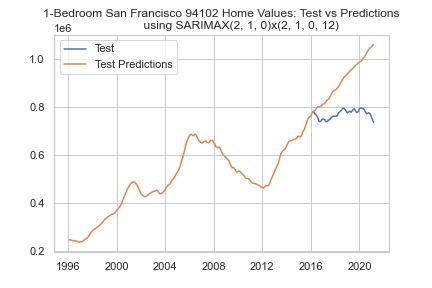 1-Bedroom San Francisco 94102 Home Values: Test vs Predictions
using SARIMAX(2, 1, 0)x(2, 1, 0, 12)
1e6
Test
Test Predictions
1.0
0.8
0.6
0.4
0.2
1996 2000 2004 2008 2012 2016 2020